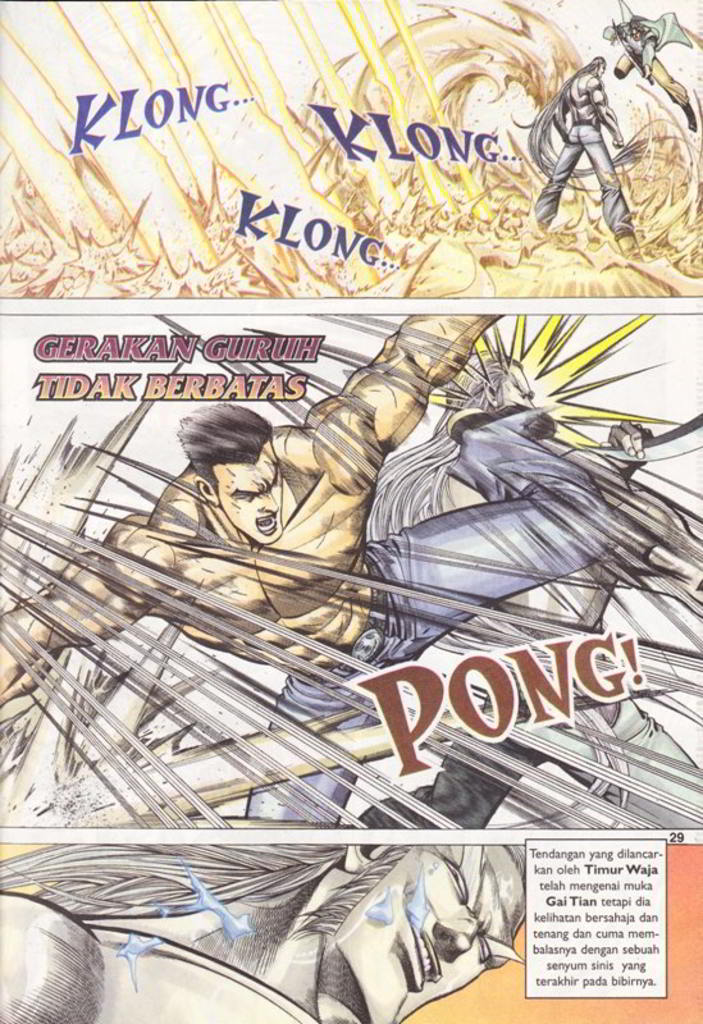 KLONG...
KLONG...
KLONG...
GERAKAN GURUH
TIDAK BERBATAS
PONG!
29
Tendangan yang dilancar-
kan oleh Timur Waja
telah mengenai muka
Gai Tian tetapi dia
kelihatan bersahaja dan
tenang dan cuma mem-
balasnya dengan sebuah
senyum sinis yang
terakhir pada bibirnya.